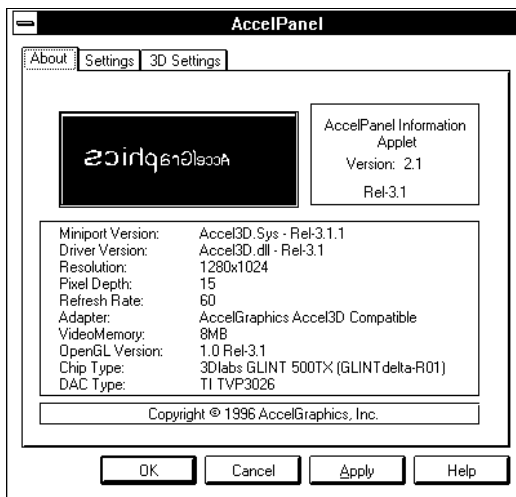 AccelPanel
About Settings 3D Settings
AccelGraphics
AccelPanel Information
Applet
Version: 2.1
Rel-3.1
Miniport Version: Accel3D.Sys - Rel-3.1.1
Driver Version: Accel3D.dll - Rel-3.1
Resolution: 1280x1024
Pixel Depth: 15
Refresh Rate: 60
Adapter: AccelGraphics Accel3D Compatible
VideoMemory: 8MB
OpenGL Version: 1.0 Rel-3.1
Chip Type: 3Dlabs GLINT 500TX (GLINTdelta-R01)
DAC Type: TI TVP3026
Copyright © 1996 AccelGraphics, Inc.
OK Cancel Apply Help